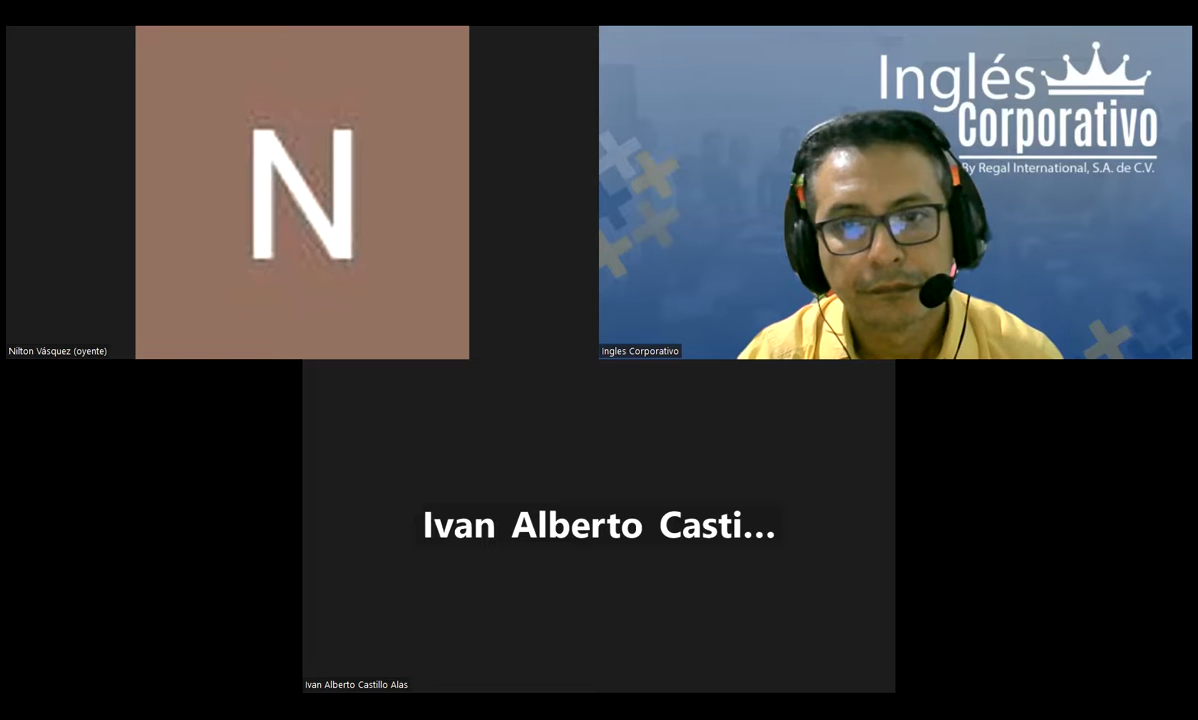 N
Nilton Vásquez (oyente)
Inglés
Corporativo
By Regal International, S.A. de C.V.
Ingles Corporativo
Ivan Alberto Casti...
Ivan Alberto Castillo Alas